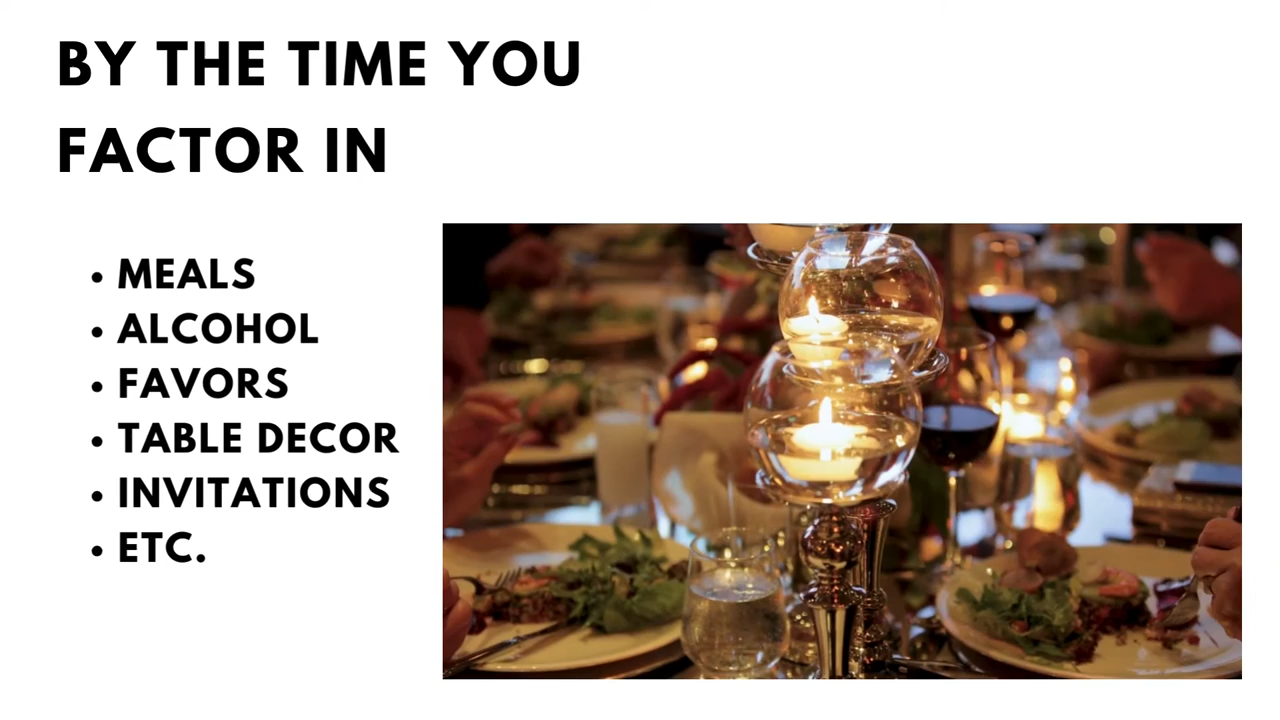 BY THE TIME YOU
FACTOR IN
• MEALS
• ALCOHOL
• FAVORS
• TABLE DECOR
• INVITATIONS
• ETC.